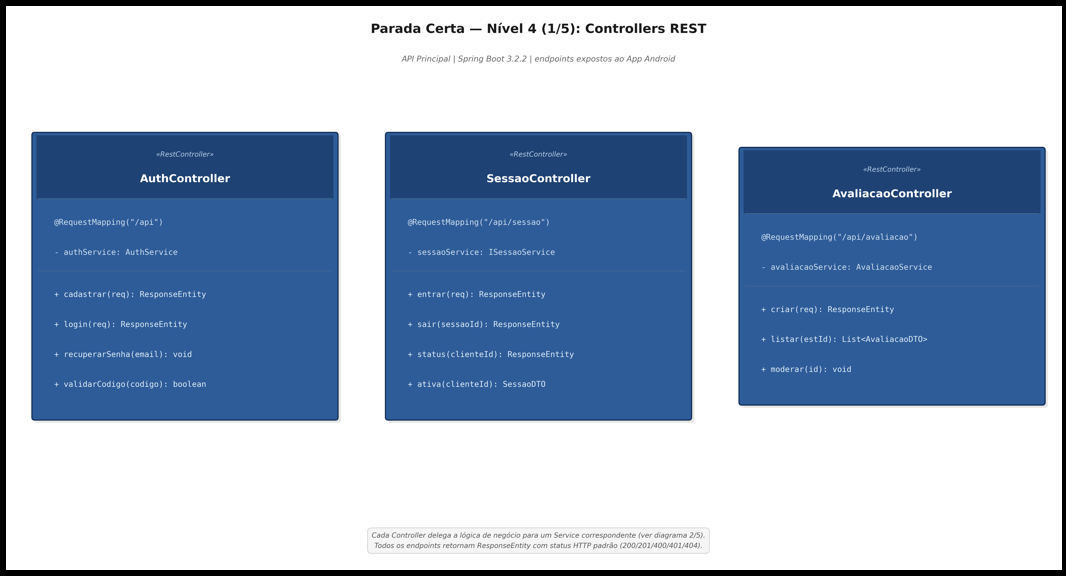 Parada Certa — Nível 4 (1/5): Controllers REST
API Principal | Spring Boot 3.2.2 | endpoints expostos ao App Android
«RestController»
AuthController
@RequestMapping("/api")
- authService: AuthService
+ cadastrar(req): ResponseEntity
+ login(req): ResponseEntity
+ recuperarSenha(email): void
+ validarCodigo(codigo): boolean
«RestController»
SessaoController
@RequestMapping("/api/sessao")
- sessaoService: ISessaoService
+ entrar(req): ResponseEntity
+ sair(sessaoId): ResponseEntity
+ status(clienteId): ResponseEntity
+ ativa(clienteId): SessaoDTO
«RestController»
AvaliacaoController
@RequestMapping("/api/avaliacao")
- avaliacaoService: AvaliacaoService
+ criar(req): ResponseEntity
+ listar(estId): List<AvaliacaoDTO>
+ moderar(id): void
Cada Controller delega a lógica de negócio para um Service correspondente (ver diagrama 2/5).
Todos os endpoints retornam ResponseEntity com status HTTP padrão (200/201/400/401/404).